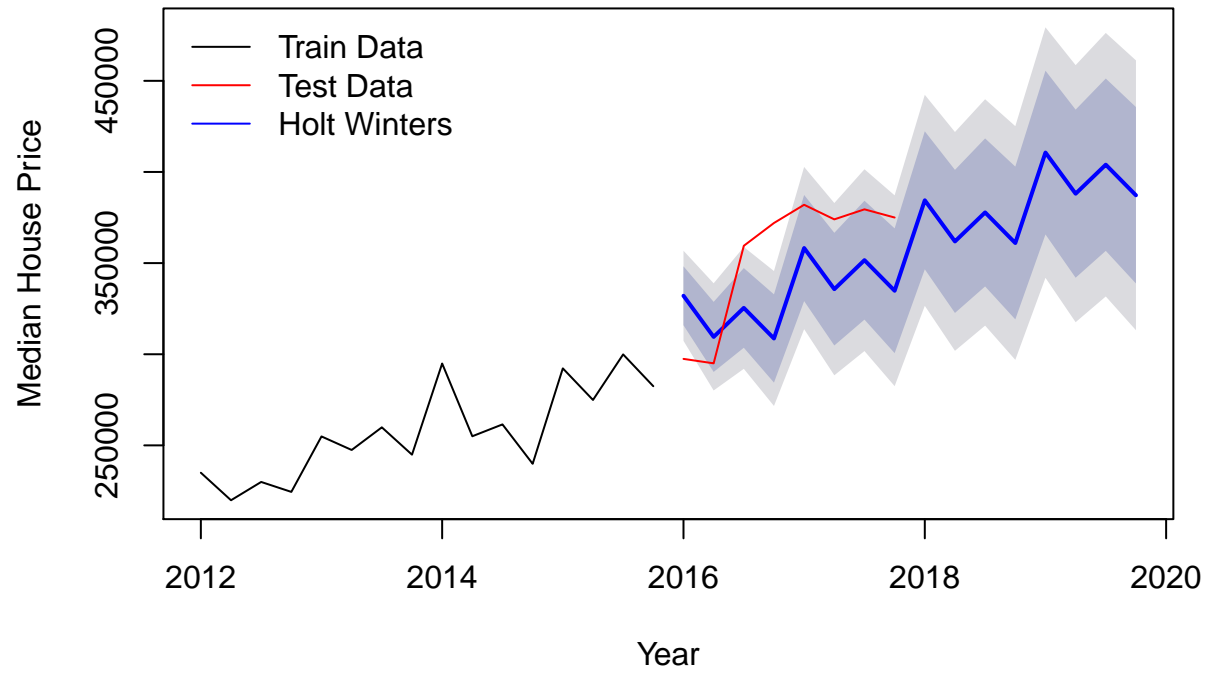 Train Data
Test Data
Holt Winters
Median House Price
450000
350000
250000
2012 2014 2016 2018 2020
Year